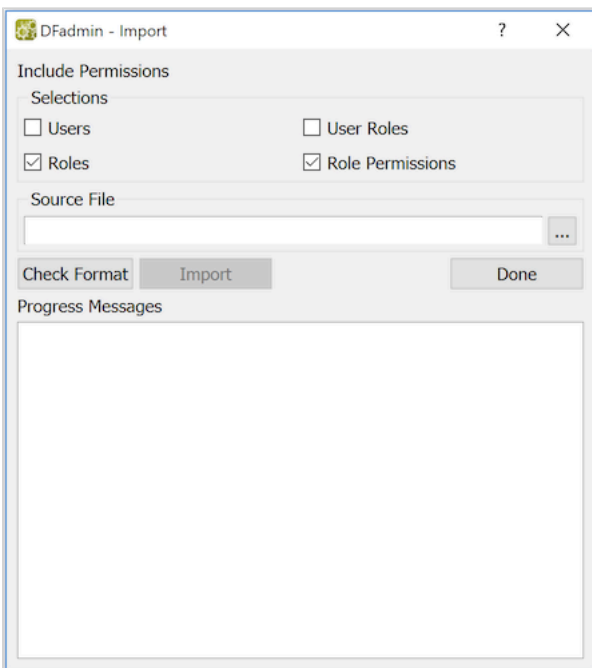 DFadmin - Import ?
Include Permissions
Selections
Users User Roles
Roles Role Permissions
Source File
...
Check Format Import Done
Progress Messages